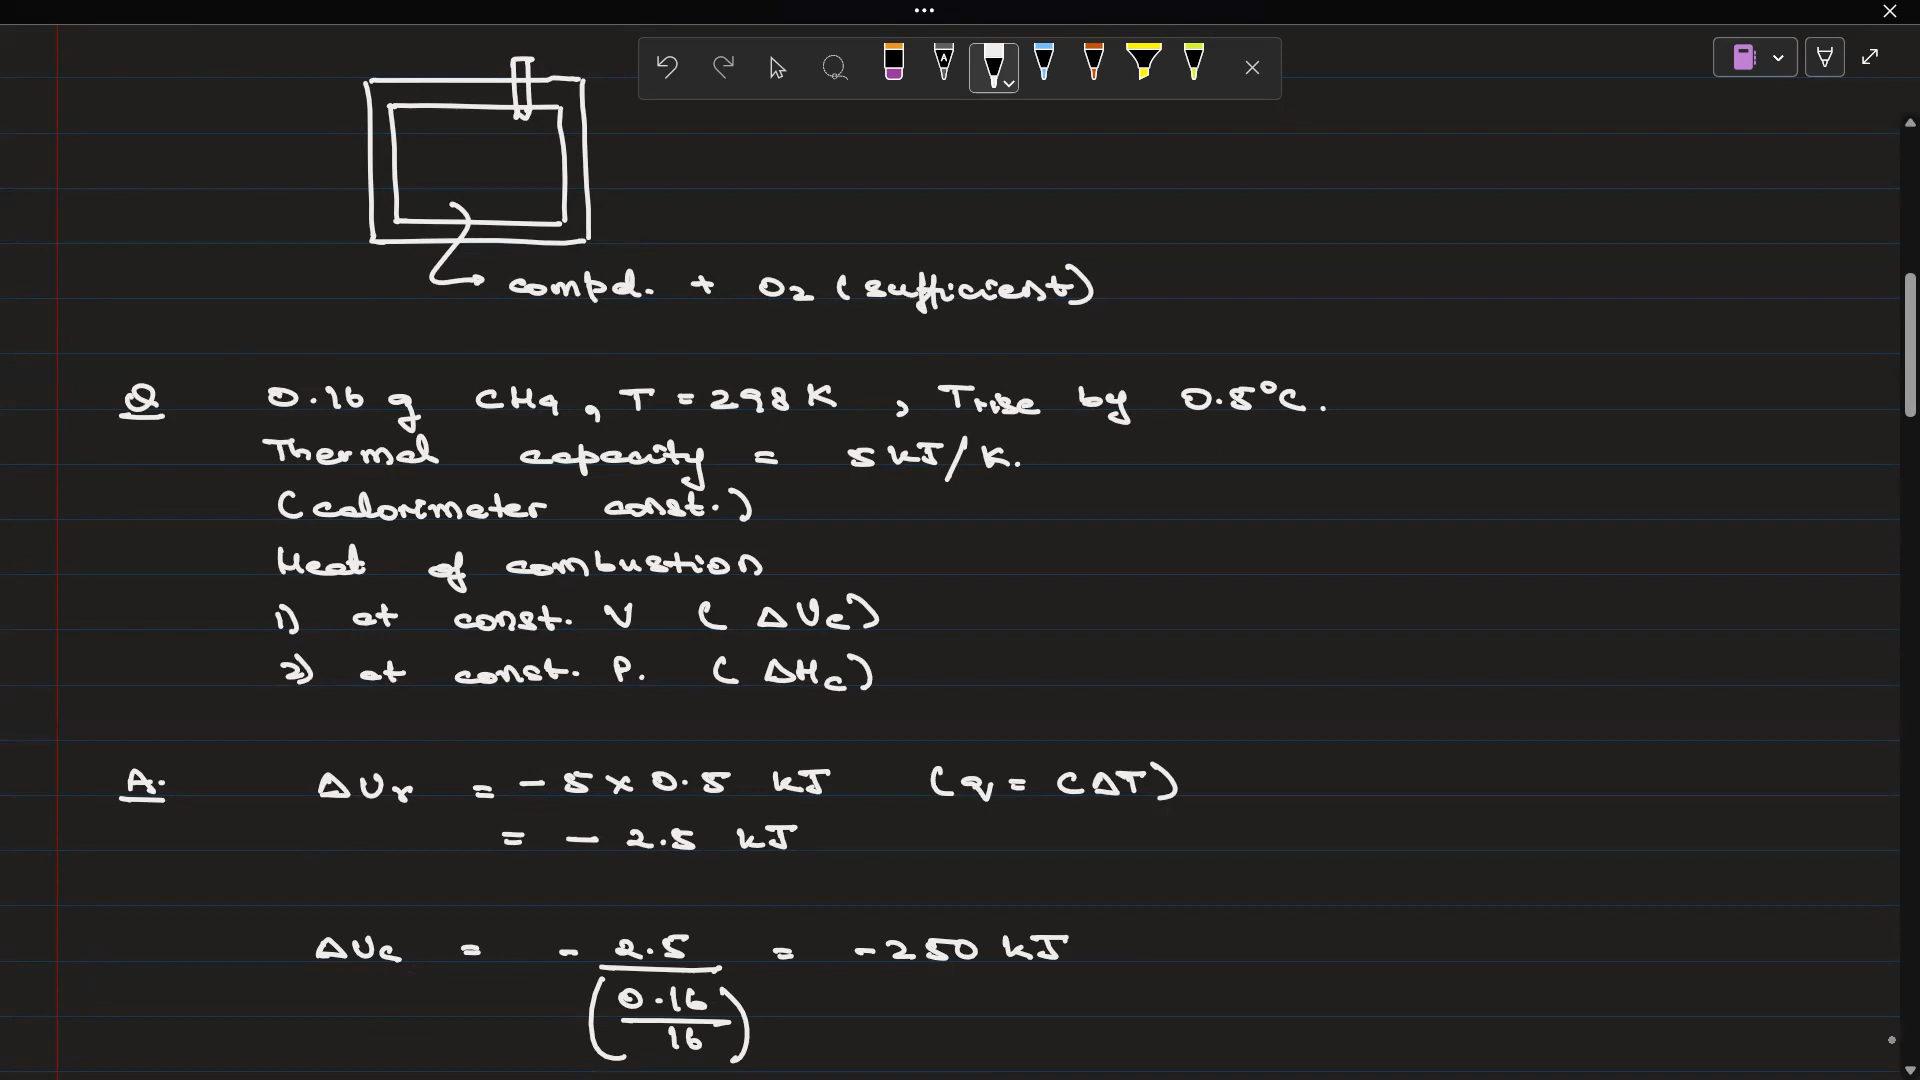 compd. + O2 (sufficient)
Q 0.16 g CH4, T = 298 K, Trise by 0.5°C.
Thermal capacity = 5 kJ/K.
(calorimeter const.)
Heat of combustion
1) at const. V (ΔUc)
2) at const. P. (ΔHc)
A. ΔUr = - 5 x 0.5 kJ (q = CΔT)
= - 2.5 kJ
ΔUc = - 2.5 / (0.16 / 16) = -250 kJ